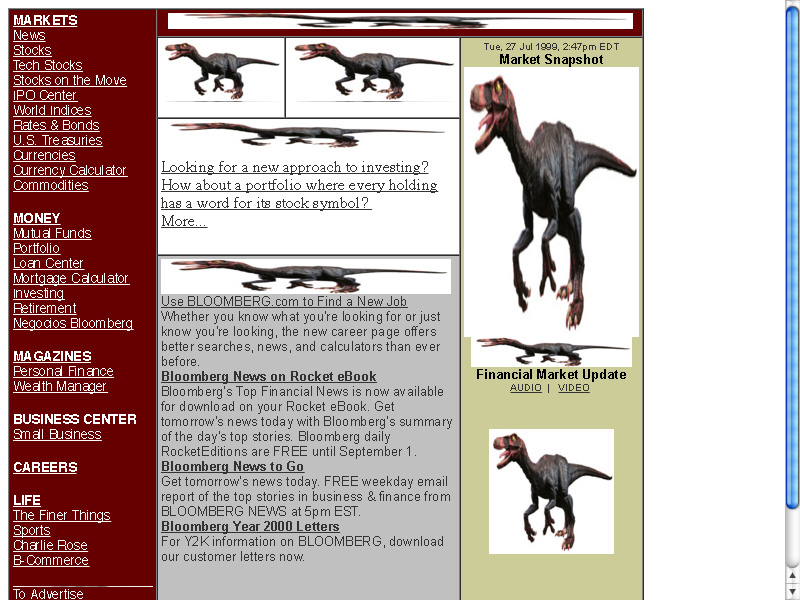 MARKETS
News
Stocks
Tech Stocks
Stocks on the Move
IPO Center
World Indices
Rates & Bonds
U.S. Treasuries
Currencies
Currency Calculator
Commodities
MONEY
Mutual Funds
Portfolio
Loan Center
Mortgage Calculator
Investing
Retirement
Negocios Bloomberg
MAGAZINES
Personal Finance
Wealth Manager
BUSINESS CENTER
Small Business
CAREERS
LIFE
The Finer Things
Sports
Charlie Rose
B-Commerce
To Advertise
Looking for a new approach to investing?
How about a portfolio where every holding
has a word for its stock symbol?
More...
Use BLOOMBERG.com to Find a New Job
Whether you know what you're looking for or just
know you're looking, the new career page offers
better searches, news, and calculators than ever
before.
Bloomberg News on Rocket eBook
Bloomberg's Top Financial News is now available
for download on your Rocket eBook. Get
tomorrow's news today with Bloomberg's summary
of the day's top stories. Bloomberg daily
RocketEditions are FREE until September 1.
Bloomberg News to Go
Get tomorrow's news today. FREE weekday email
report of the top stories in business & finance from
BLOOMBERG NEWS at 5pm EST.
Bloomberg Year 2000 Letters
For Y2K information on BLOOMBERG, download
our customer letters now.
Tue, 27 Jul 1999, 2:47pm EDT
Market Snapshot
Financial Market Update
AUDIO | VIDEO